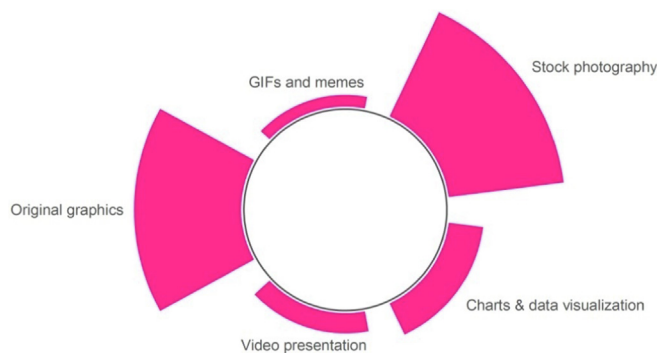 Stock photography
GIFs and memes
Original graphics
Charts & data visualization
Video presentation